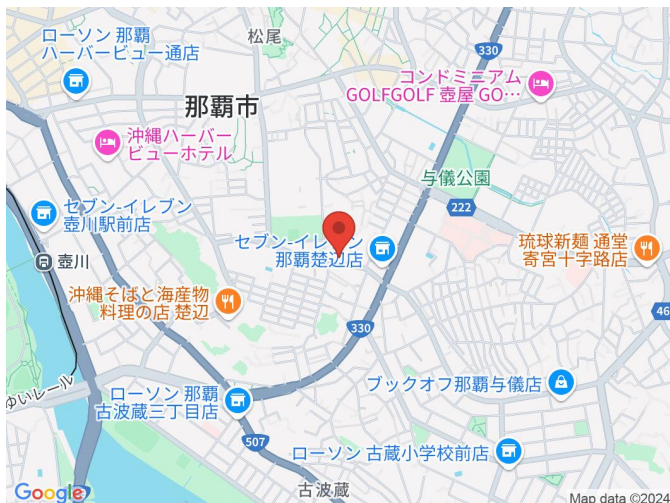 松尾
ローソン 那覇
ハーバービュー通店
330
コンドミニアム
GOLFGOLF 壺屋 GO…
那覇市
沖縄ハーバー
ビューホテル
与儀公園
セブン-イレブン
壺川駅前店
222
壺川
セブン-イレブン
那覇楚辺店
琉球新麺 通堂
寄宮十字路店
沖縄そばと海産物
料理の店 楚辺
46
330
ゆいレール
ローソン 那覇
古波蔵三丁目店
ブックオフ那覇与儀店
507
ローソン 古蔵小学校前店
古波蔵
Google
Map data ©2024